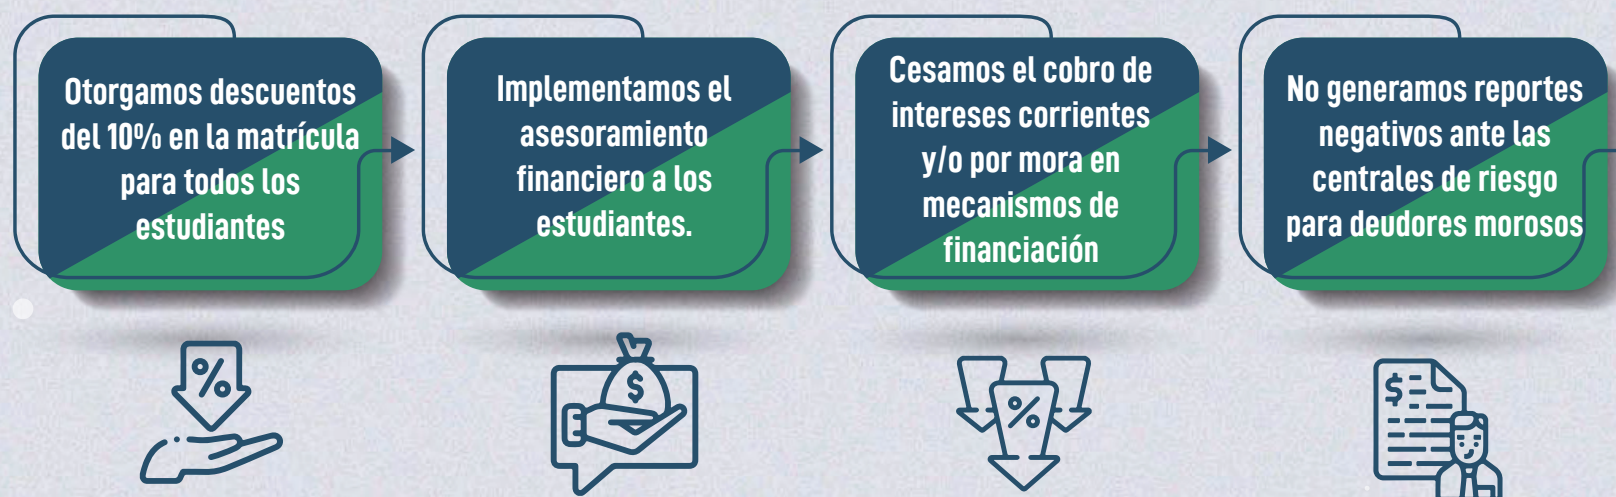 Otorgamos descuentos
del 10% en la matrícula
para todos los
estudiantes
Implementamos el
asesoramiento
financiero a los
estudiantes.
Cesamos el cobro de
intereses corrientes
y/o por mora en
mecanismos de
financiación
No generamos reportes
negativos ante las
centrales de riesgo
para deudores morosos
%
$
%
$